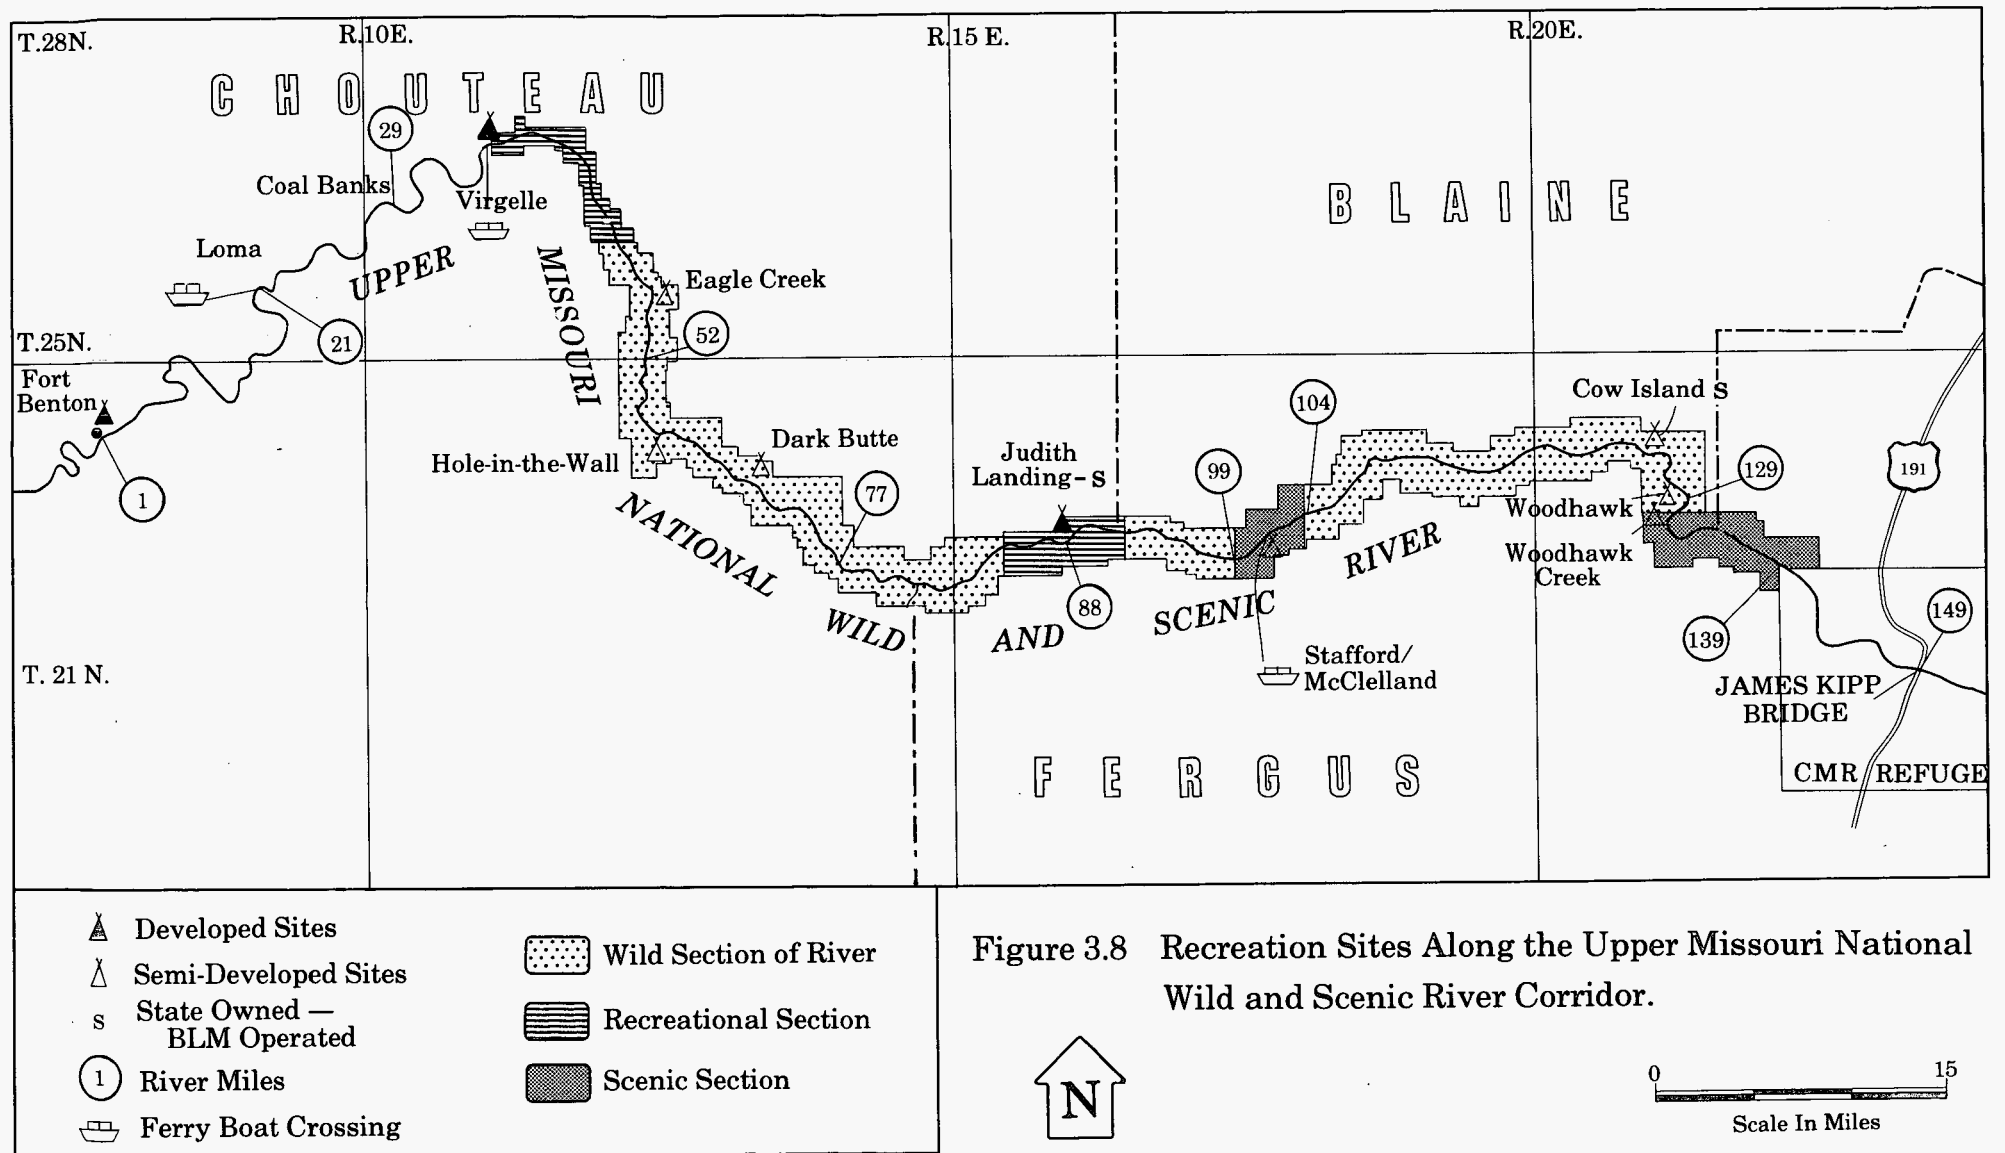 T.28N.
R.10E.
R.15 E.
R.20E.
CHOUTEAU
29
Coal Banks
Virgelle
BLAINE
Loma
UPPER
MISSOURI
Eagle Creek
21
52
T.25N.
Fort
Benton
1
Hole-in-the-Wall
Dark Butte
77
Judith
Landing-S
99
104
Cow Island S
129
191
Woodhawk
Woodhawk
Creek
NATIONAL
WILD
AND
88
SCENIC
RIVER
Stafford/
McClelland
139
149
T. 21 N.
JAMES KIPP
BRIDGE
FERGUS
CMR REFUGE
Developed Sites
Semi-Developed Sites
S State Owned —
BLM Operated
1 River Miles
Ferry Boat Crossing
Wild Section of River
Recreational Section
Scenic Section
Figure 3.8 Recreation Sites Along the Upper Missouri National
Wild and Scenic River Corridor.
N
0 15
Scale In Miles